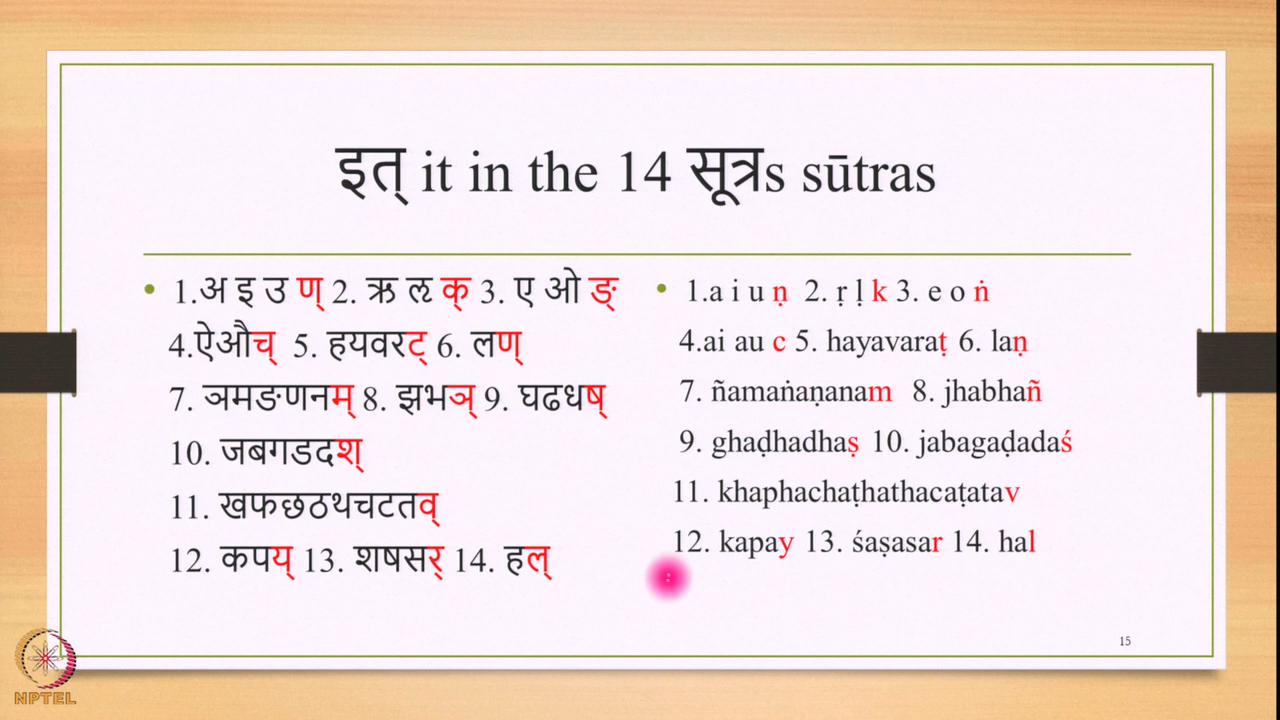 इत् it in the 14 सूत्रs sūtras
• 1.अ इ उ ण् 2. ऋ ऌ क् 3. ए ओ ङ्
4.ऐऔच् 5. हयवरट् 6. लण्
7. ञमङणनम् 8. झभञ् 9. घढधष्
10. जबगडदश्
11. खफछठथचटतव्
12. कपय् 13. शषसर् 14. हल्
• 1.a i u ṇ 2. ṛ ḷ k 3. e o ṅ
4.ai au c 5. hayavaraṭ 6. laṇ
7. ñamaṅaṇanam 8. jhabhañ
9. ghaḍhadhaṣ 10. jabagaḍadaś
11. khaphachaṭhathacaṭatav
12. kapay 13. śaṣasar 14. hal
15
NPTEL